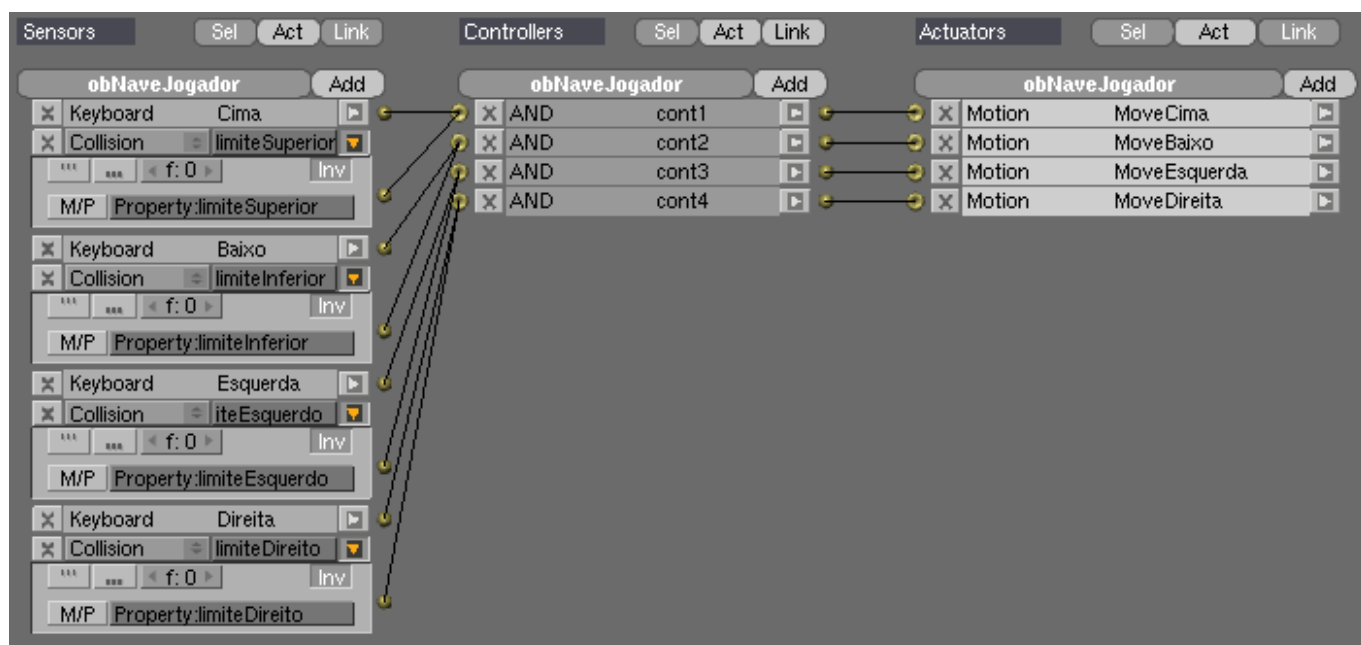 Sensors Sel Act Link Controllers Sel Act Link Actuators Sel Act Link
obNaveJogador Add obNaveJogador Add obNaveJogador Add
X Keyboard Cima X AND cont1 X Motion MoveCima
X Collision limiteSuperior X AND cont2 X Motion MoveBaixo
f: 0 Inv X AND cont3 X Motion MoveEsquerda
M/P Property:limiteSuperior X AND cont4 X Motion MoveDireita
X Keyboard Baixo
X Collision limiteInferior
f: 0 Inv
M/P Property:limiteInferior
X Keyboard Esquerda
X Collision iteEsquerdo
f: 0 Inv
M/P Property:limiteEsquerdo
X Keyboard Direita
X Collision limiteDireito
f: 0 Inv
M/P Property:limiteDireito